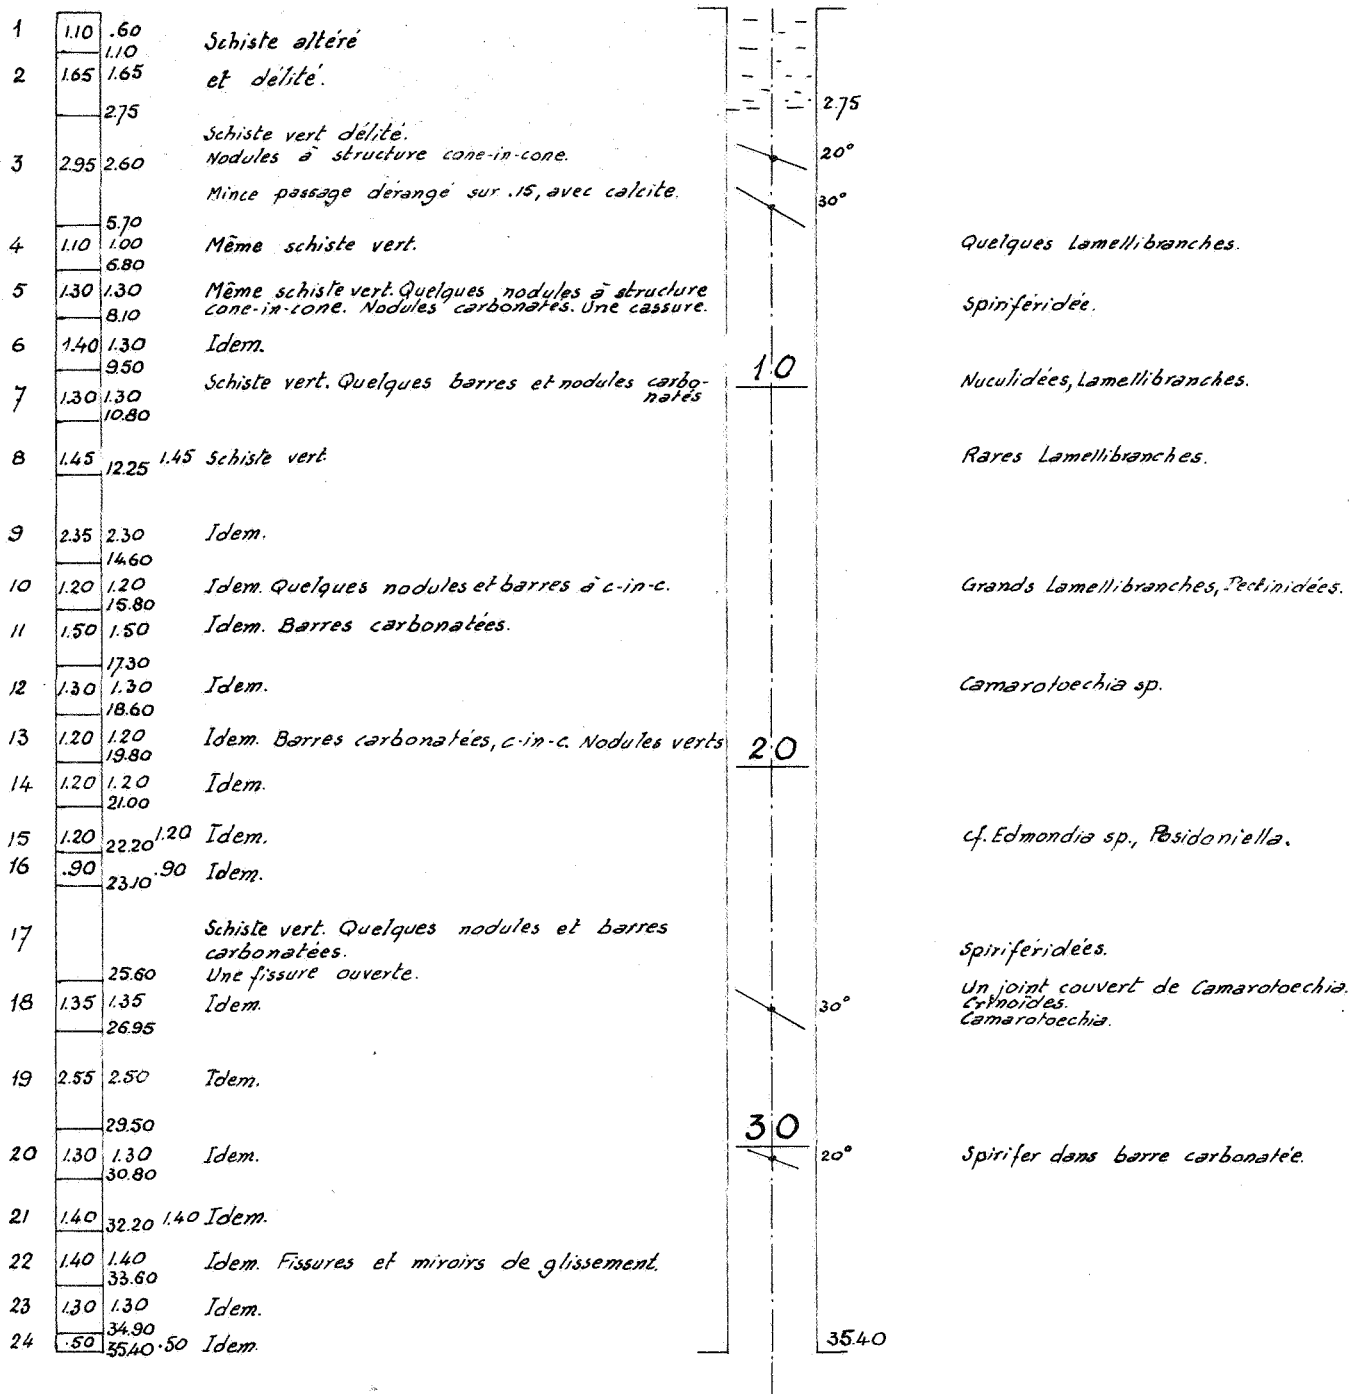 1 1.10 .60 Schiste altéré
1.10
2 1.65 1.65 et délité.
2.75 2.75
Schiste vert délité.
3 2.95 2.60 Nodules à structure cone-in-cone. 20°
Mince passage dérangé sur .15, avec calcite. 30°
5.70
4 1.10 1.00 Même schiste vert. Quelques Lamellibranches.
6.80
5 1.30 1.30 Même schiste vert. Quelques nodules à structure
8.10 cone-in-cone. Nodules carbonatés. Une cassure. Spiriféridée.
6 1.40 1.30 Idem.
9.50 10
7 1.30 1.30 Schiste vert. Quelques barres et nodules carbo- Nuculidées, Lamellibranches.
10.80 natés
8 1.45 12.25 1.45 Schiste vert Rares Lamellibranches.
9 2.35 2.30 Idem.
14.60
10 1.20 1.20 Idem. Quelques nodules et barres à c-in-c. Grands Lamellibranches, Pectinidées.
15.80
11 1.50 1.50 Idem. Barres carbonatées.
17.30
12 1.30 1.30 Idem. Camarotoechia sp.
18.60
13 1.20 1.20 Idem. Barres carbonatées, c-in-c. Nodules verts 20
19.80
14 1.20 1.20 Idem.
21.00
15 1.20 22.20 1.20 Idem. cf. Edmondia sp., Posidoniella.
16 .90 23.10 .90 Idem.
17 Schiste vert. Quelques nodules et barres
carbonatées. Spiriféridées.
25.60 Une fissure ouverte.
Un joint couvert de Camarotoechia.
18 1.35 1.35 Idem. 30° Crinoïdes.
26.95 Camarotoechia.
19 2.55 2.50 Idem.
29.50 30
20 1.30 1.30 Idem. 20° Spirifer dans barre carbonatée.
30.80
21 1.40 32.20 1.40 Idem.
22 1.40 1.40 Idem. Fissures et miroirs de glissement.
33.60
23 1.30 1.30 Idem.
34.90
24 .50 35.40 .50 Idem. 35.40